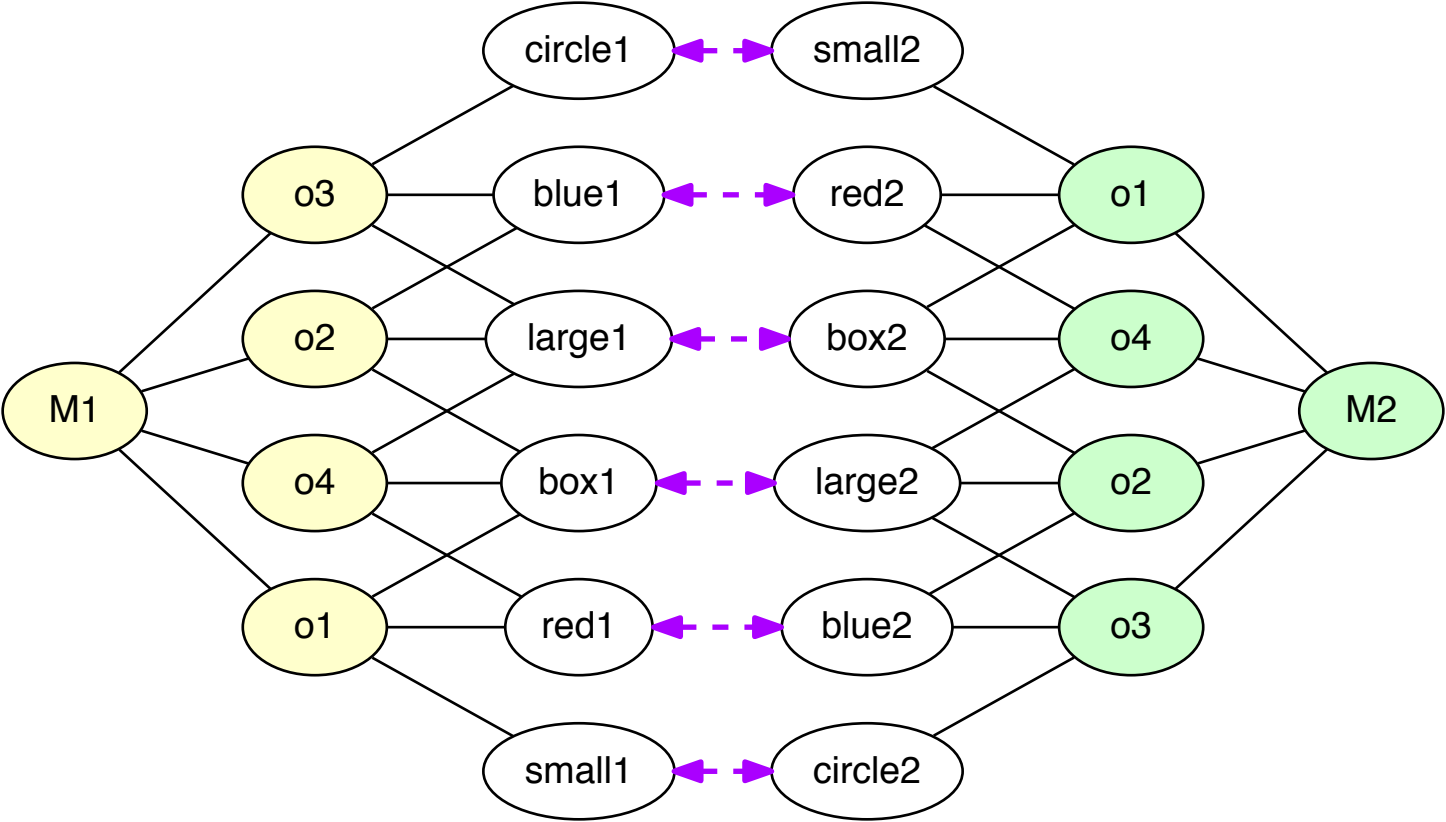 circle1 small2
o3 blue1 red2 o1
o2 large1 box2 o4
M1 M2
o4 box1 large2 o2
o1 red1 blue2 o3
small1 circle2